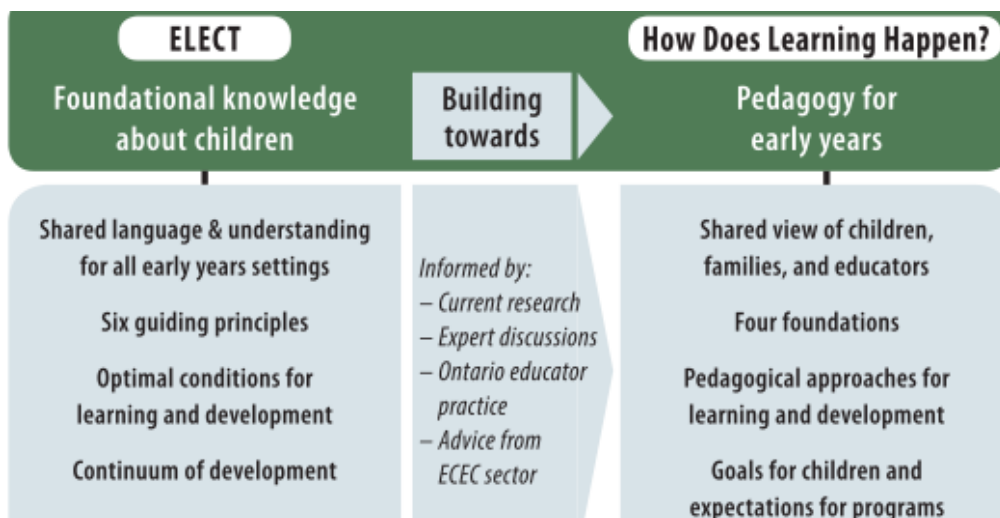 ELECT
Foundational knowledge
about children
Building
towards
How Does Learning Happen?
Pedagogy for
early years
Shared language & understanding
for all early years settings
Six guiding principles
Optimal conditions for
learning and development
Continuum of development
Informed by:
– Current research
– Expert discussions
– Ontario educator
practice
– Advice from
ECEC sector
Shared view of children,
families, and educators
Four foundations
Pedagogical approaches for
learning and development
Goals for children and
expectations for programs